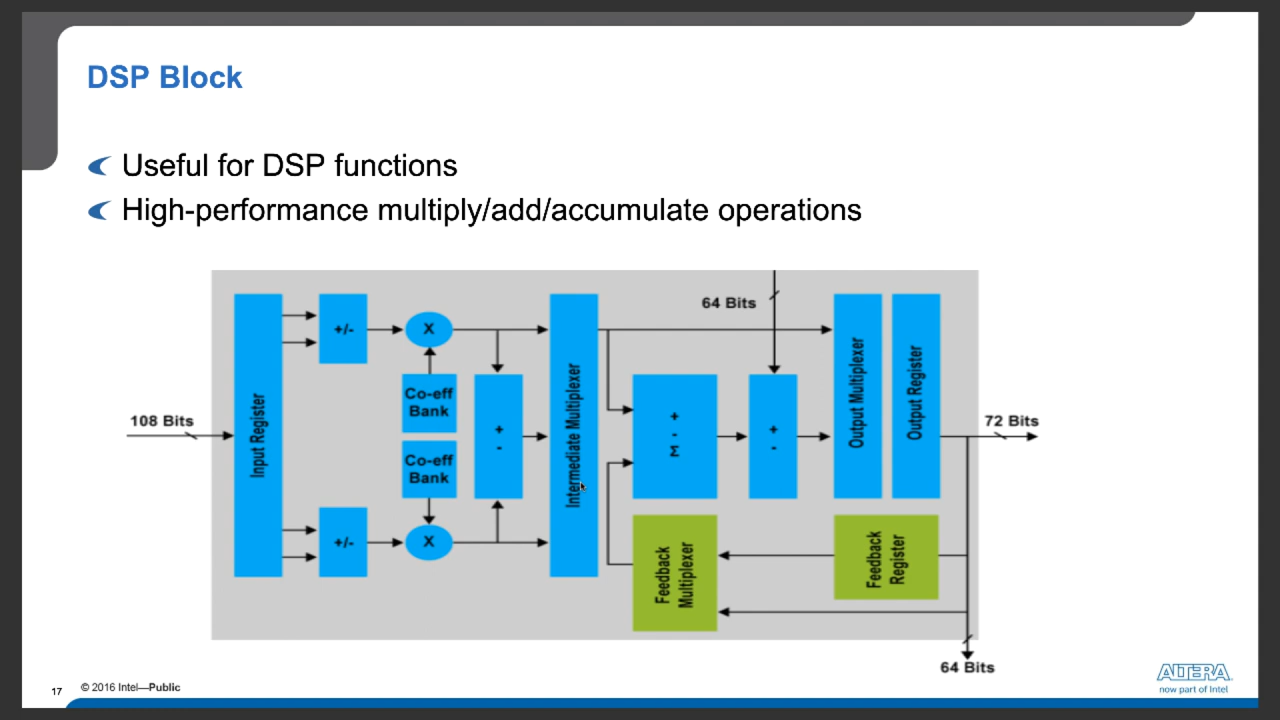 DSP Block
Useful for DSP functions
High-performance multiply/add/accumulate operations
108 Bits
Input Register
+/-
+/-
X
Co-eff
Bank
Co-eff
Bank
X
+
-
Intermediate Multiplexer
64 Bits
+
-
Σ
+
-
Output Multiplexer
Output Register
72 Bits
Feedback
Multiplexer
Feedback
Register
64 Bits
17
© 2016 Intel—Public
ALTERA
now part of Intel